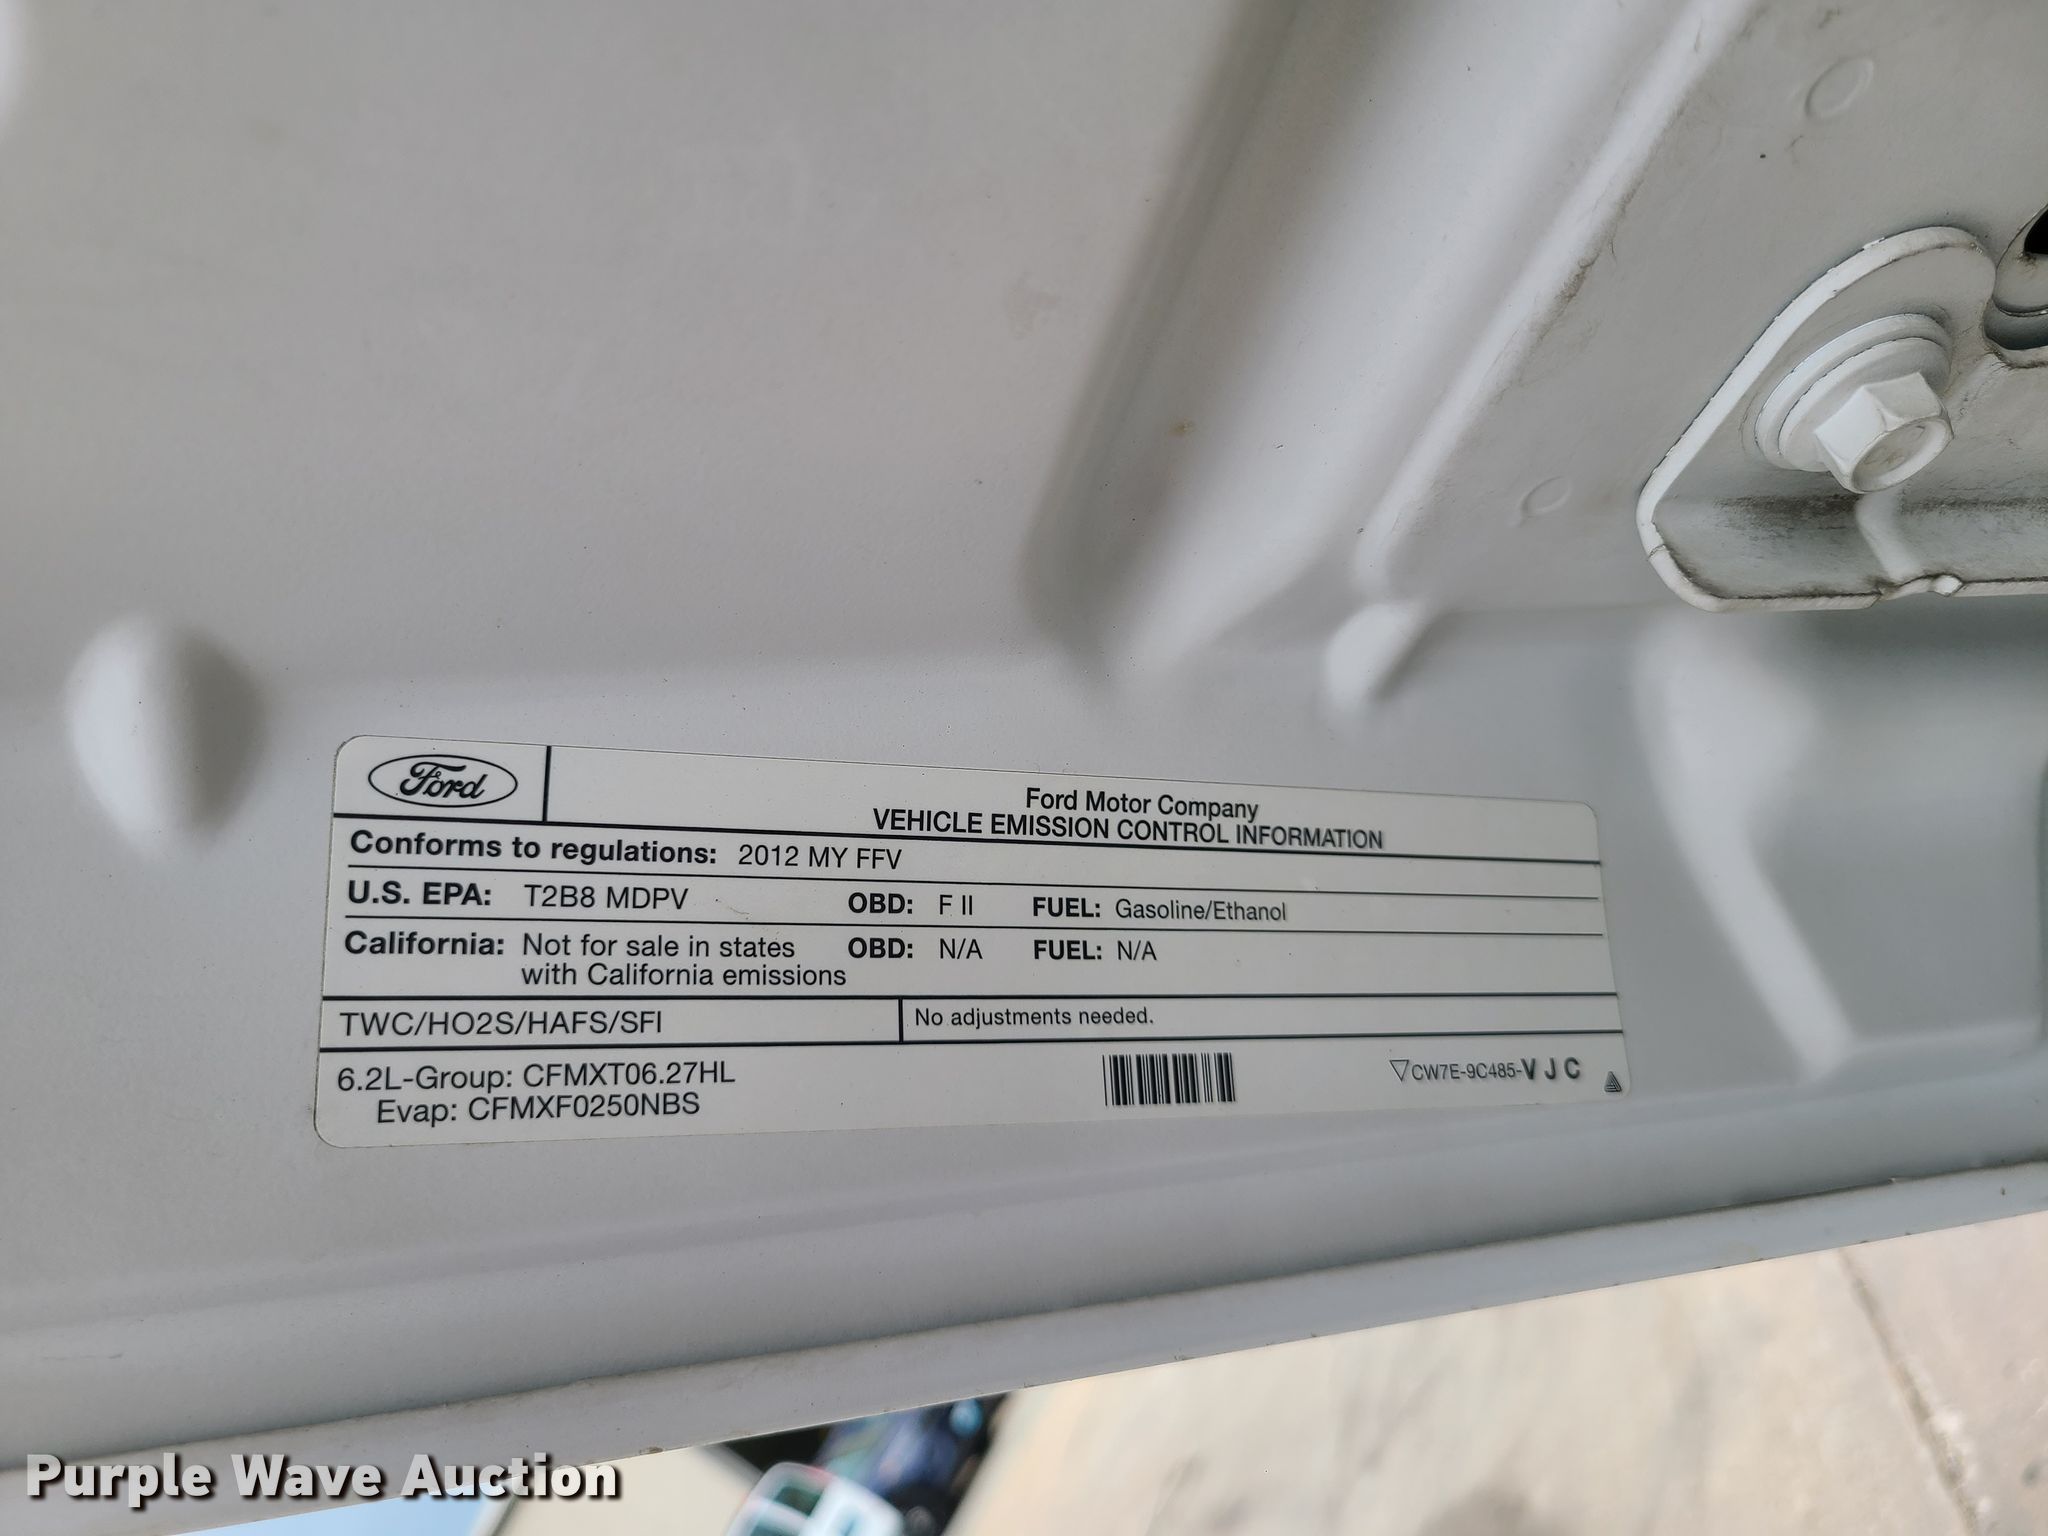 Ford
Ford Motor Company
VEHICLE EMISSION CONTROL INFORMATION
Conforms to regulations: 2012 MY FFV
U.S. EPA: T2B8 MDPV OBD: F II FUEL: Gasoline/Ethanol
California: Not for sale in states OBD: N/A FUEL: N/A
with California emissions
TWC/HO2S/HAFS/SFI No adjustments needed.
6.2L-Group: CFMXT06.27HL
Evap: CFMXF0250NBS
CW7E-9C485-VJC
Purple Wave Auction